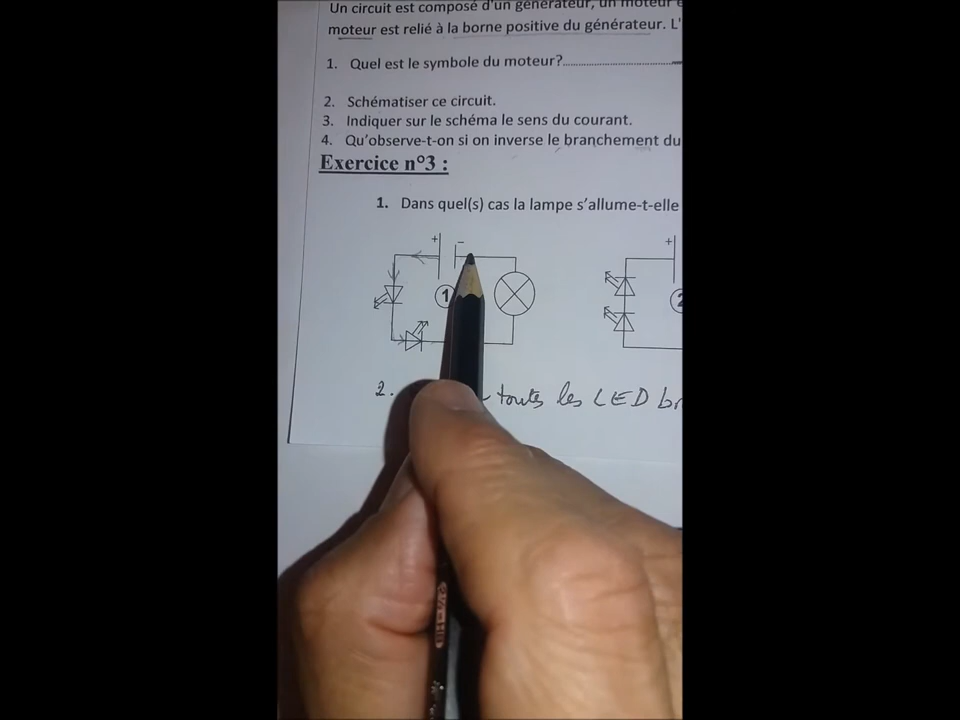 Un circuit est composé d'un générateur, un moteur
moteur est relié à la borne positive du générateur. L'
1. Quel est le symbole du moteur?
2. Schématiser ce circuit.
3. Indiquer sur le schéma le sens du courant.
4. Qu'observe-t-on si on inverse le branchement du
Exercice n°3 :
1. Dans quel(s) cas la lampe s'allume-t-elle
+ - +
1 2
2. toutes les LED
2½=HB